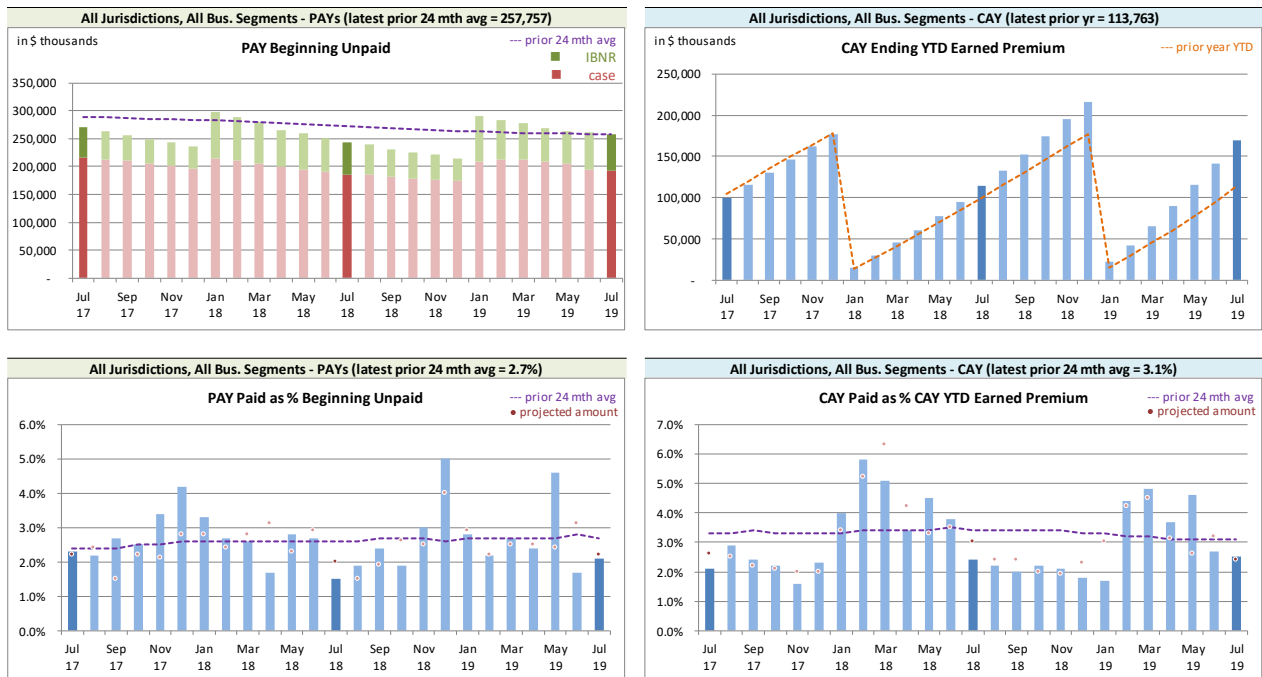 All Jurisdictions, All Bus. Segments - PAYs (latest prior 24 mth avg = 257,757)
in $ thousands
PAY Beginning Unpaid
--- prior 24 mth avg
IBNR
case
350,000
300,000
250,000
200,000
150,000
100,000
50,000
-
Jul Sep Nov Jan Mar May Jul Sep Nov Jan Mar May Jul
17 17 17 18 18 18 18 18 18 19 19 19 19
All Jurisdictions, All Bus. Segments - CAY (latest prior yr = 113,763)
in $ thousands
CAY Ending YTD Earned Premium
--- prior year YTD
250,000
200,000
150,000
100,000
50,000
-
Jul Sep Nov Jan Mar May Jul Sep Nov Jan Mar May Jul
17 17 17 18 18 18 18 18 18 19 19 19 19
All Jurisdictions, All Bus. Segments - PAYs (latest prior 24 mth avg = 2.7%)
PAY Paid as % Beginning Unpaid
--- prior 24 mth avg
• projected amount
6.0%
5.0%
4.0%
3.0%
2.0%
1.0%
0.0%
Jul Sep Nov Jan Mar May Jul Sep Nov Jan Mar May Jul
17 17 17 18 18 18 18 18 18 19 19 19 19
All Jurisdictions, All Bus. Segments - CAY (latest prior 24 mth avg = 3.1%)
CAY Paid as % CAY YTD Earned Premium
--- prior 24 mth avg
• projected amount
7.0%
6.0%
5.0%
4.0%
3.0%
2.0%
1.0%
0.0%
Jul Sep Nov Jan Mar May Jul Sep Nov Jan Mar May Jul
17 17 17 18 18 18 18 18 18 19 19 19 19